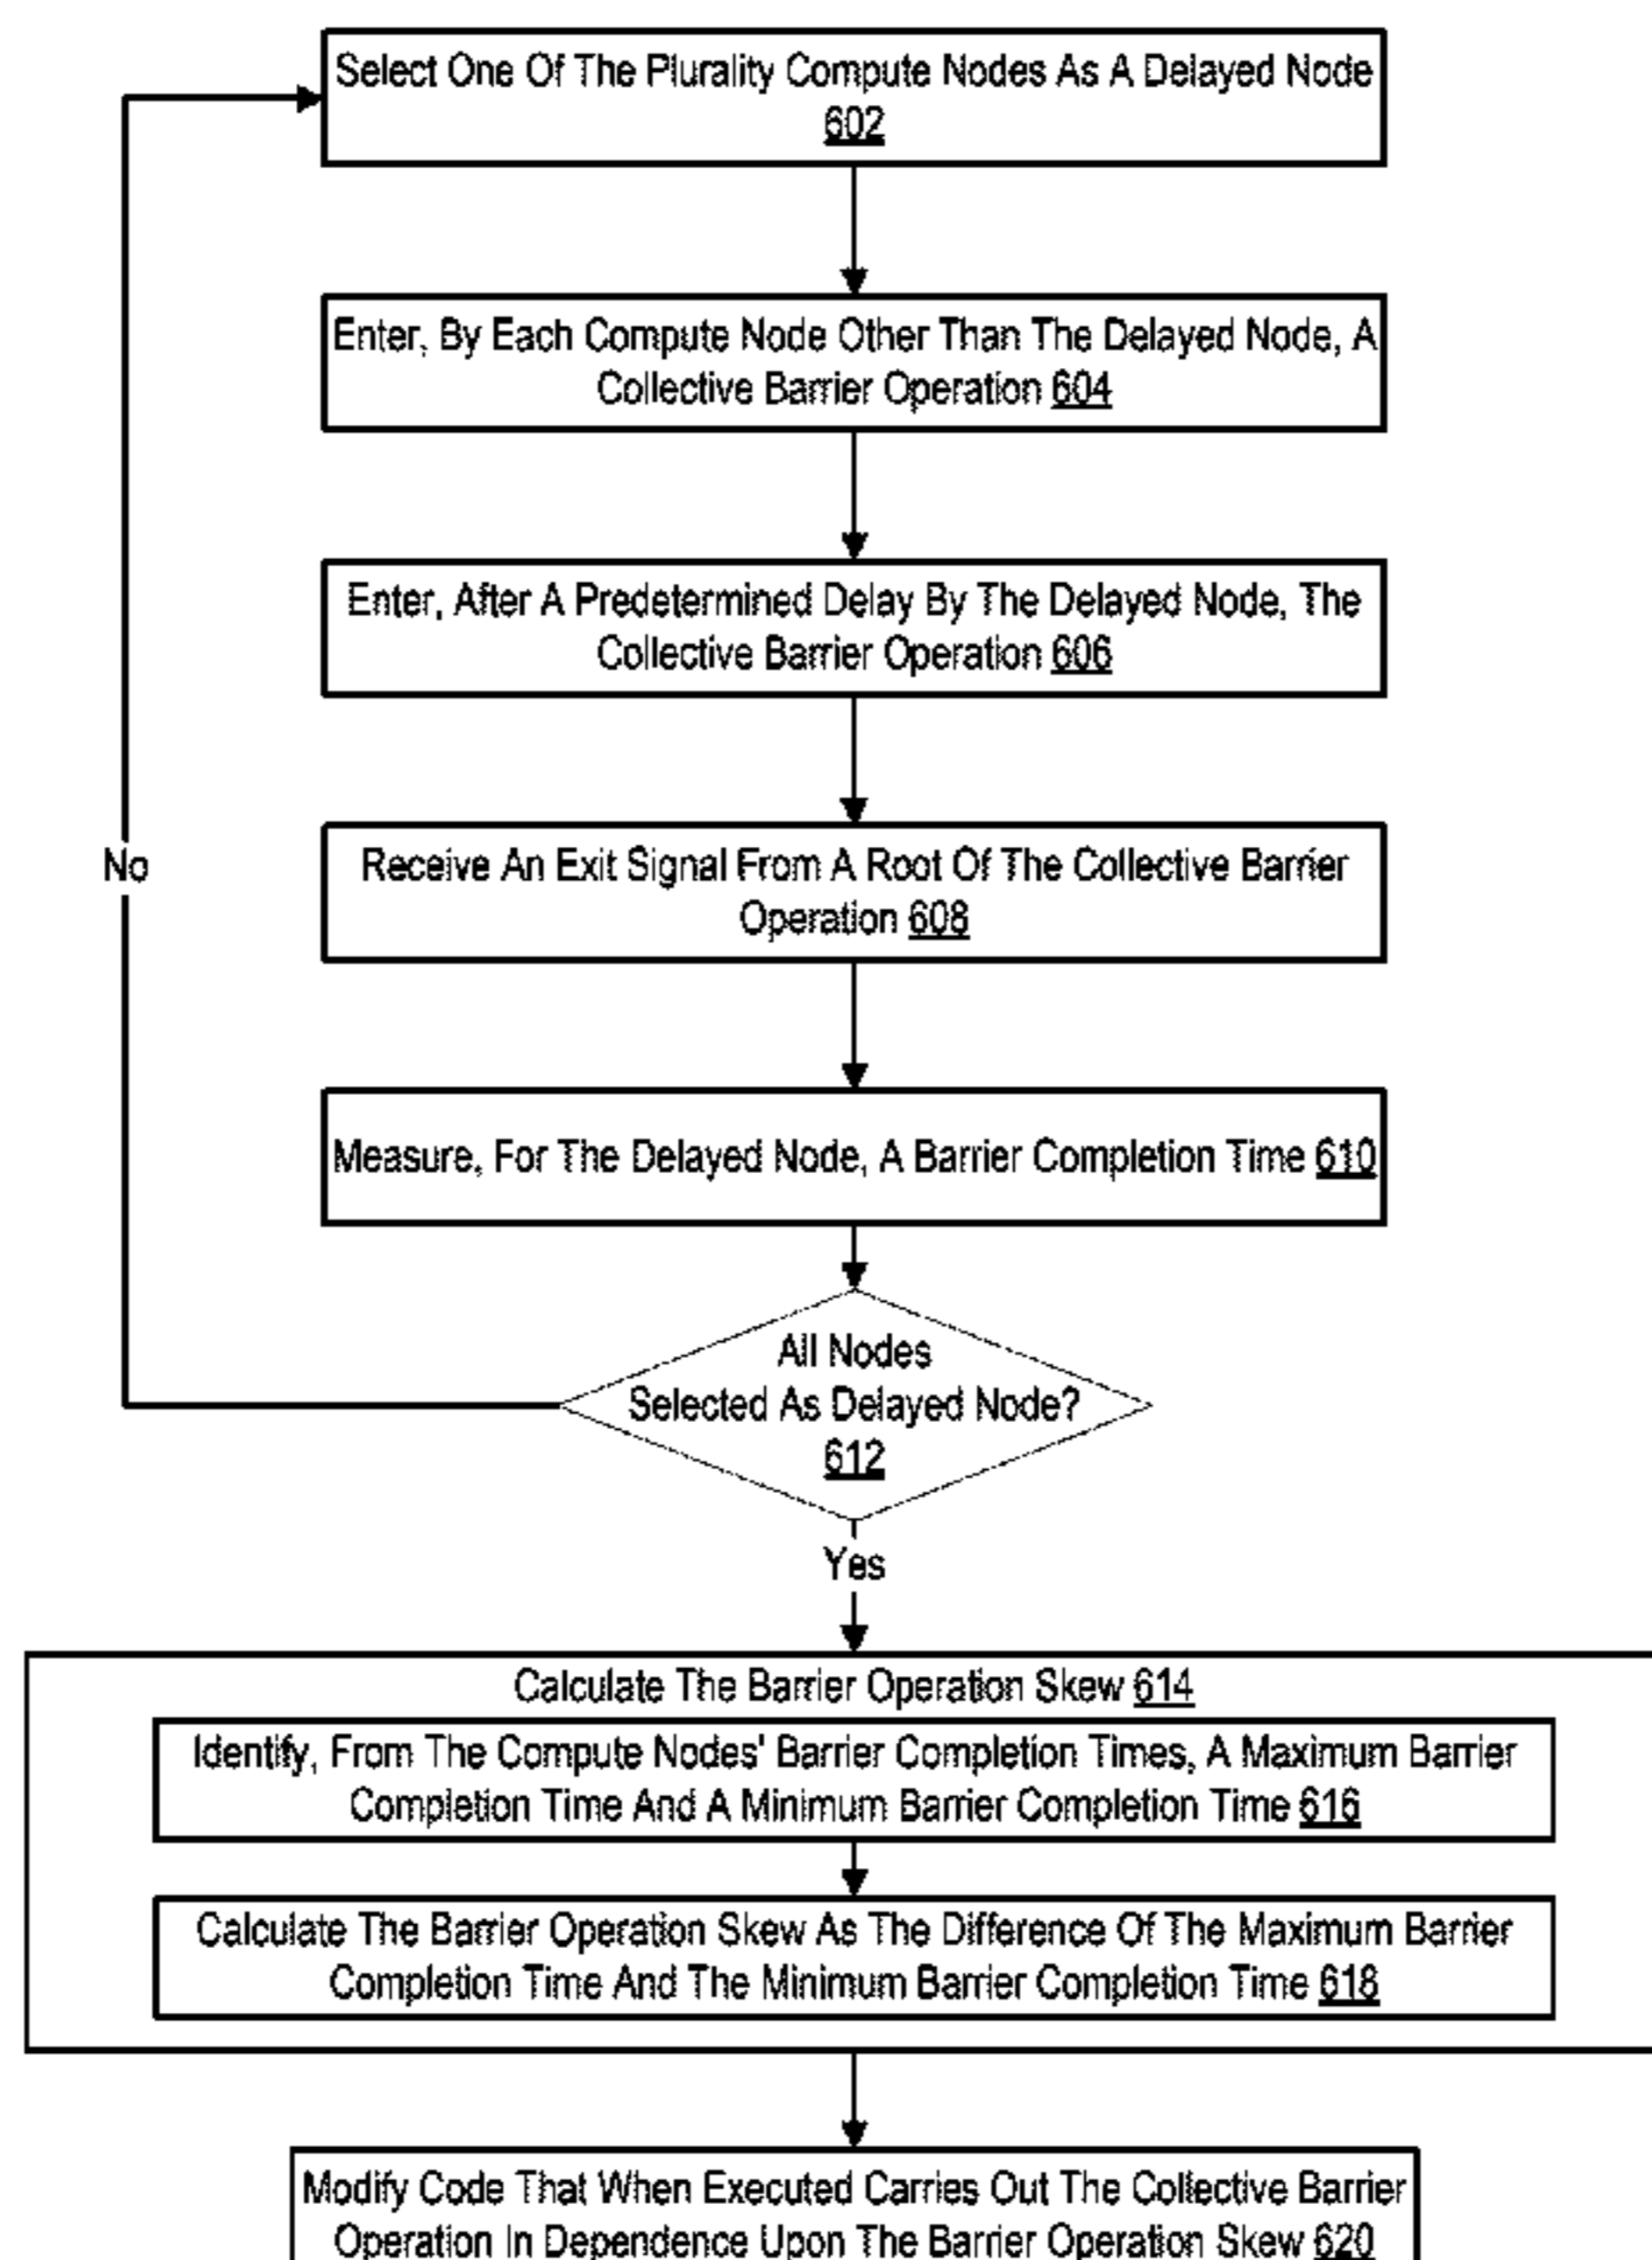 Select One Of The Plurality Compute Nodes As A Delayed Node
602
Enter, By Each Compute Node Other Than The Delayed Node, A
Collective Barrier Operation 604
Enter, After A Predetermined Delay By The Delayed Node, The
Collective Barrier Operation 606
No
Receive An Exit Signal From A Root Of The Collective Barrier
Operation 608
Measure, For The Delayed Node, A Barrier Completion Time 610
All Nodes
Selected As Delayed Node?
612
Yes
Calculate The Barrier Operation Skew 614
Identify, From The Compute Nodes' Barrier Completion Times, A Maximum Barrier
Completion Time And A Minimum Barrier Completion Time 616
Calculate The Barrier Operation Skew As The Difference Of The Maximum Barrier
Completion Time And The Minimum Barrier Completion Time 618
Modify Code That When Executed Carries Out The Collective Barrier
Operation In Dependence Upon The Barrier Operation Skew 620